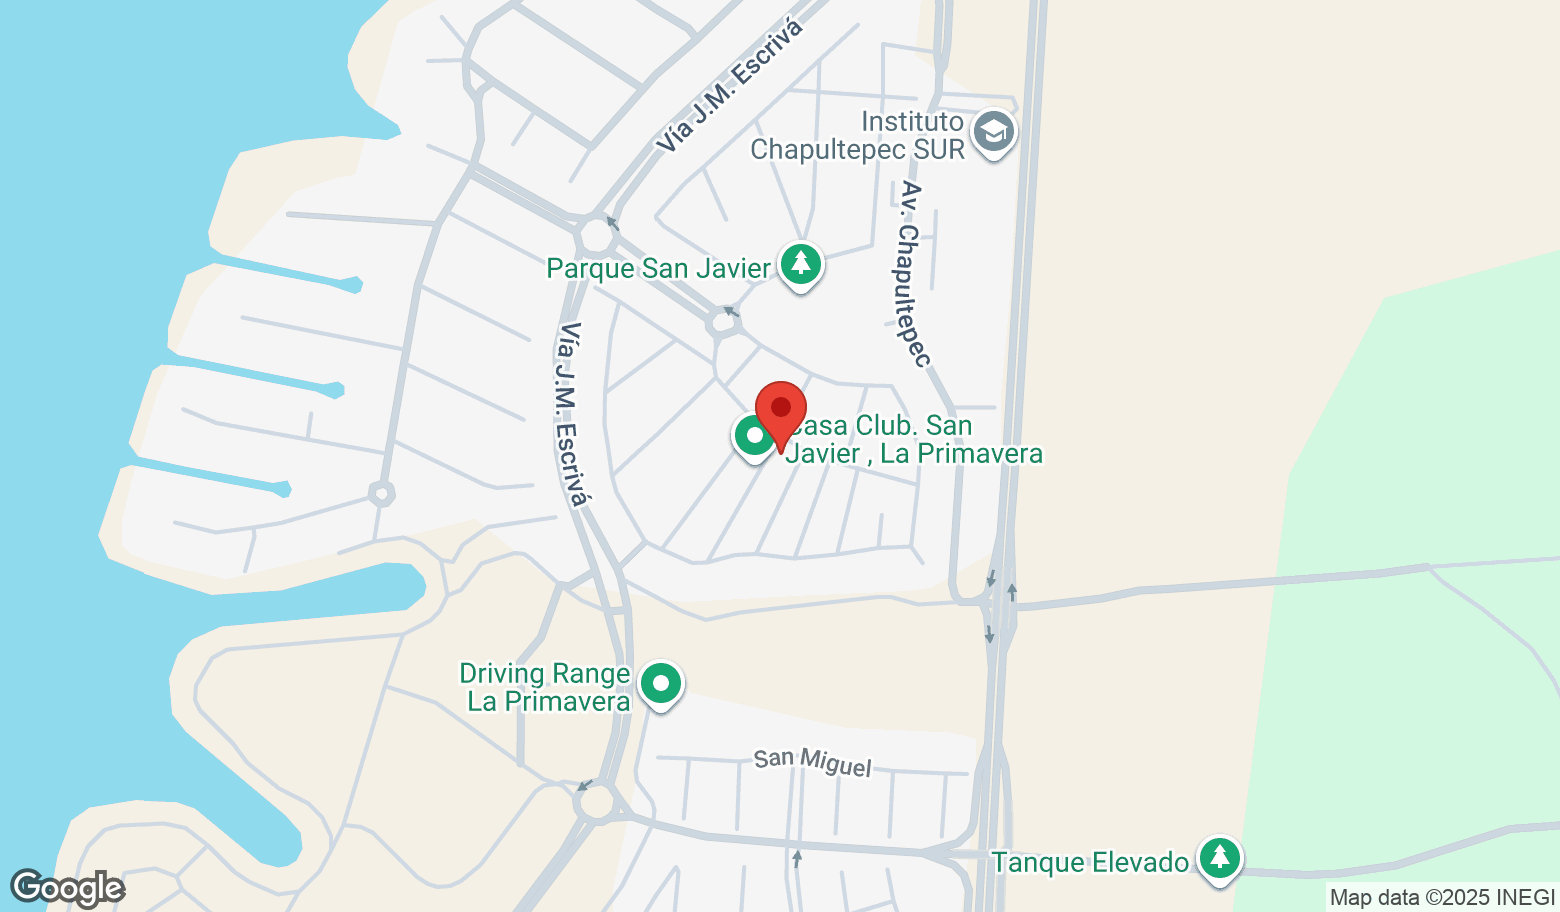 Vía J.M. Escrivá
Instituto
Chapultepec SUR
Av. Chapultepec
Parque San Javier
Vía J.M. Escrivá
Casa Club. San
Javier , La Primavera
Driving Range
La Primavera
San Miguel
Tanque Elevado
Google
Map data ©2025 INEGI